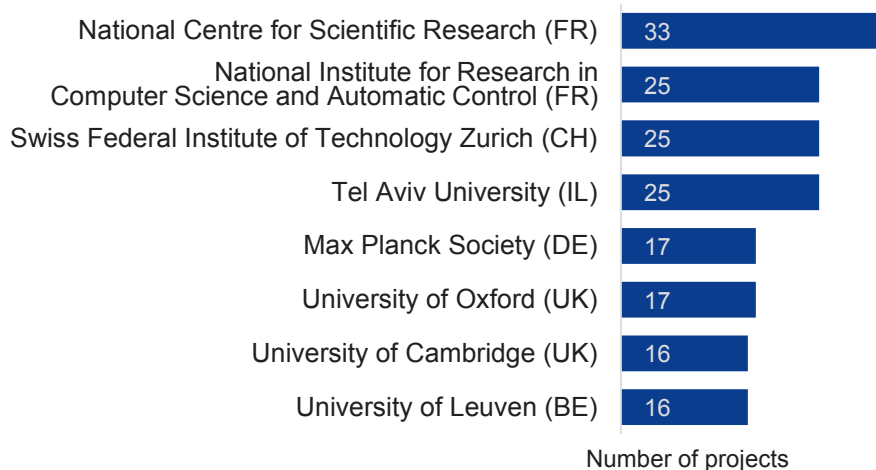 National Centre for Scientific Research (FR) 33
National Institute for Research in
Computer Science and Automatic Control (FR) 25
Swiss Federal Institute of Technology Zurich (CH) 25
Tel Aviv University (IL) 25
Max Planck Society (DE) 17
University of Oxford (UK) 17
University of Cambridge (UK) 16
University of Leuven (BE) 16
Number of projects